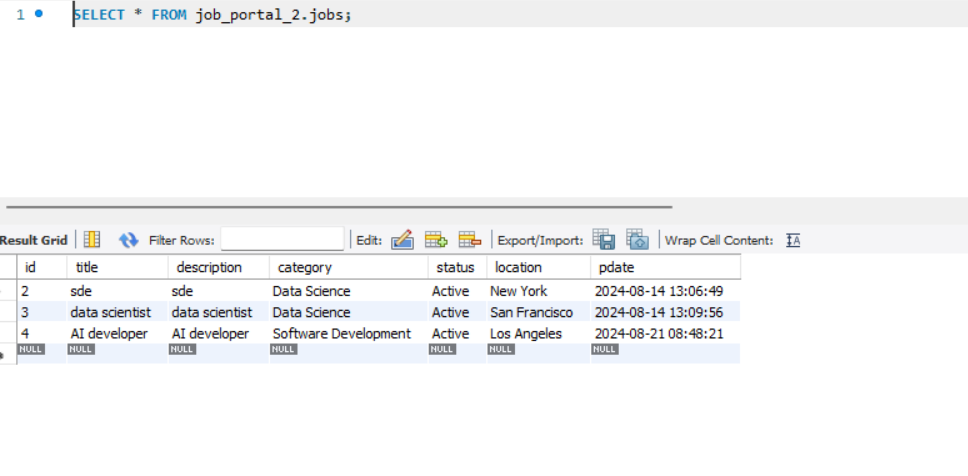 1 SELECT * FROM job_portal_2.jobs;
Result Grid Filter Rows: Edit: Export/Import: Wrap Cell Content: IA
id title description category status location pdate
2 sde sde Data Science Active New York 2024-08-14 13:06:49
3 data scientist data scientist Data Science Active San Francisco 2024-08-14 13:09:56
4 AI developer AI developer Software Development Active Los Angeles 2024-08-21 08:48:21
NULL NULL NULL NULL NULL NULL NULL